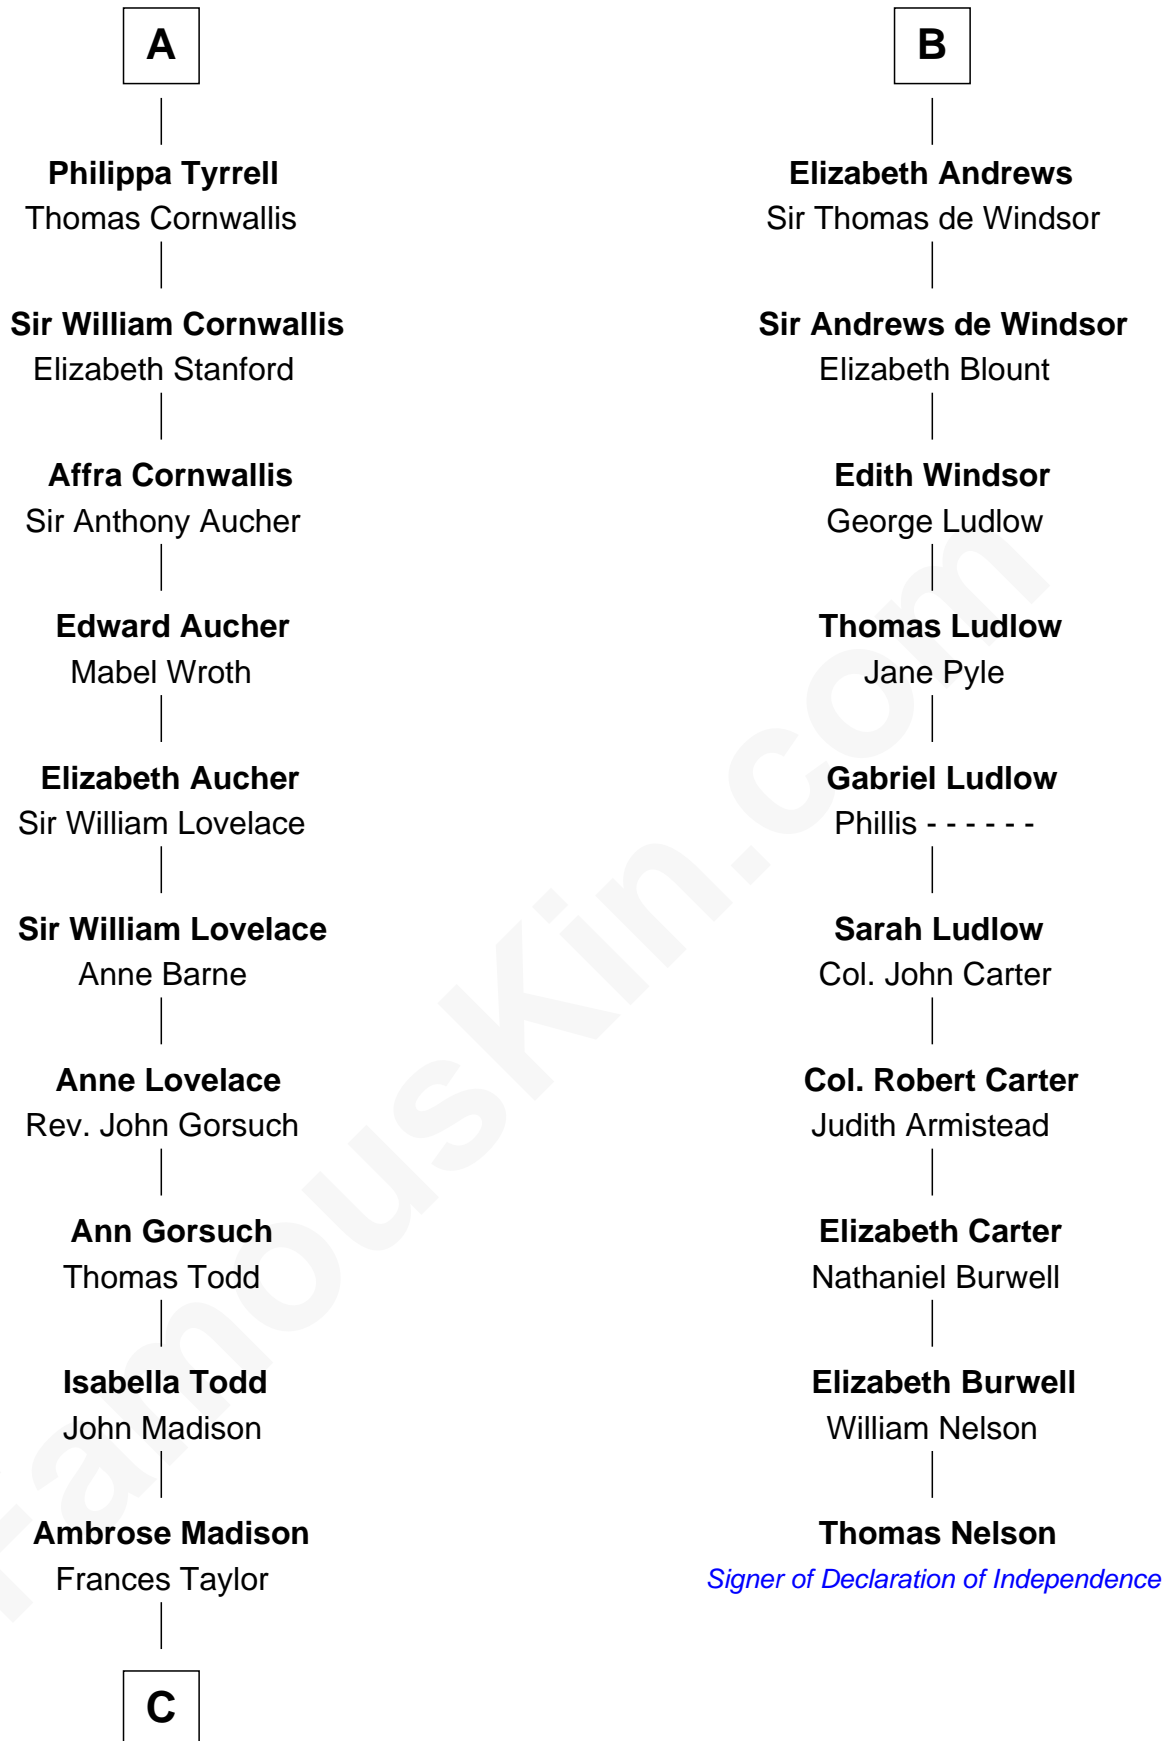 A
Philippa Tyrrell
Thomas Cornwallis
Sir William Cornwallis
Elizabeth Stanford
Affra Cornwallis
Sir Anthony Aucher
Edward Aucher
Mabel Wroth
Elizabeth Aucher
Sir William Lovelace
Sir William Lovelace
Anne Barne
Anne Lovelace
Rev. John Gorsuch
Ann Gorsuch
Thomas Todd
Isabella Todd
John Madison
Ambrose Madison
Frances Taylor
C
B
Elizabeth Andrews
Sir Thomas de Windsor
Sir Andrews de Windsor
Elizabeth Blount
Edith Windsor
George Ludlow
Thomas Ludlow
Jane Pyle
Gabriel Ludlow
Phillis - - - - - -
Sarah Ludlow
Col. John Carter
Col. Robert Carter
Judith Armistead
Elizabeth Carter
Nathaniel Burwell
Elizabeth Burwell
William Nelson
Thomas Nelson
Signer of Declaration of Independence
FamousKin.com